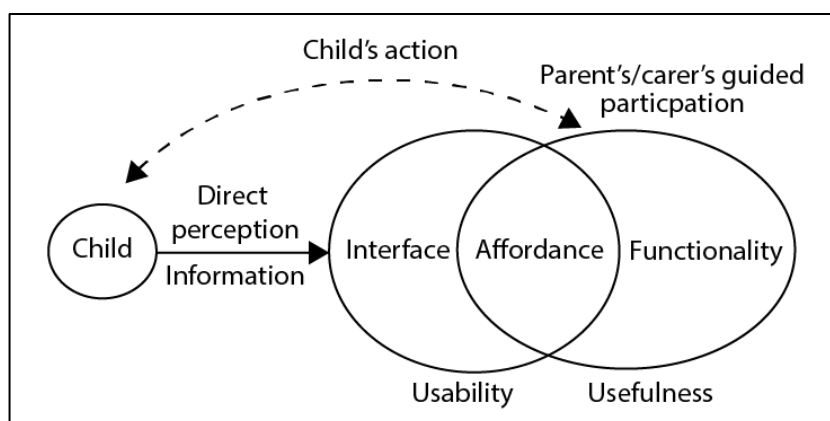 Child's action
Parent's/carer's guided
particpation
Direct
perception
Child
Interface
Affordance
Functionality
Information
Usability
Usefulness